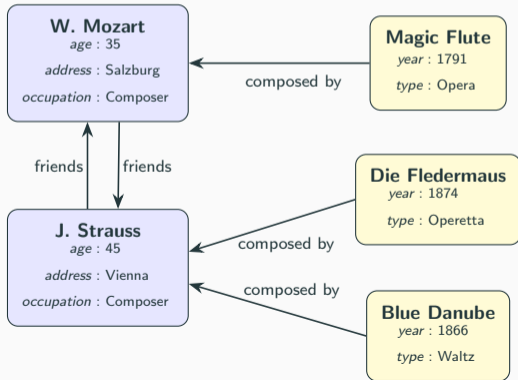 W. Mozart
age : 35
address : Salzburg
occupation : Composer
composed by
Magic Flute
year : 1791
type : Opera
friends
friends
J. Strauss
age : 45
address : Vienna
occupation : Composer
composed by
Die Fledermaus
year : 1874
type : Operetta
composed by
Blue Danube
year : 1866
type : Waltz